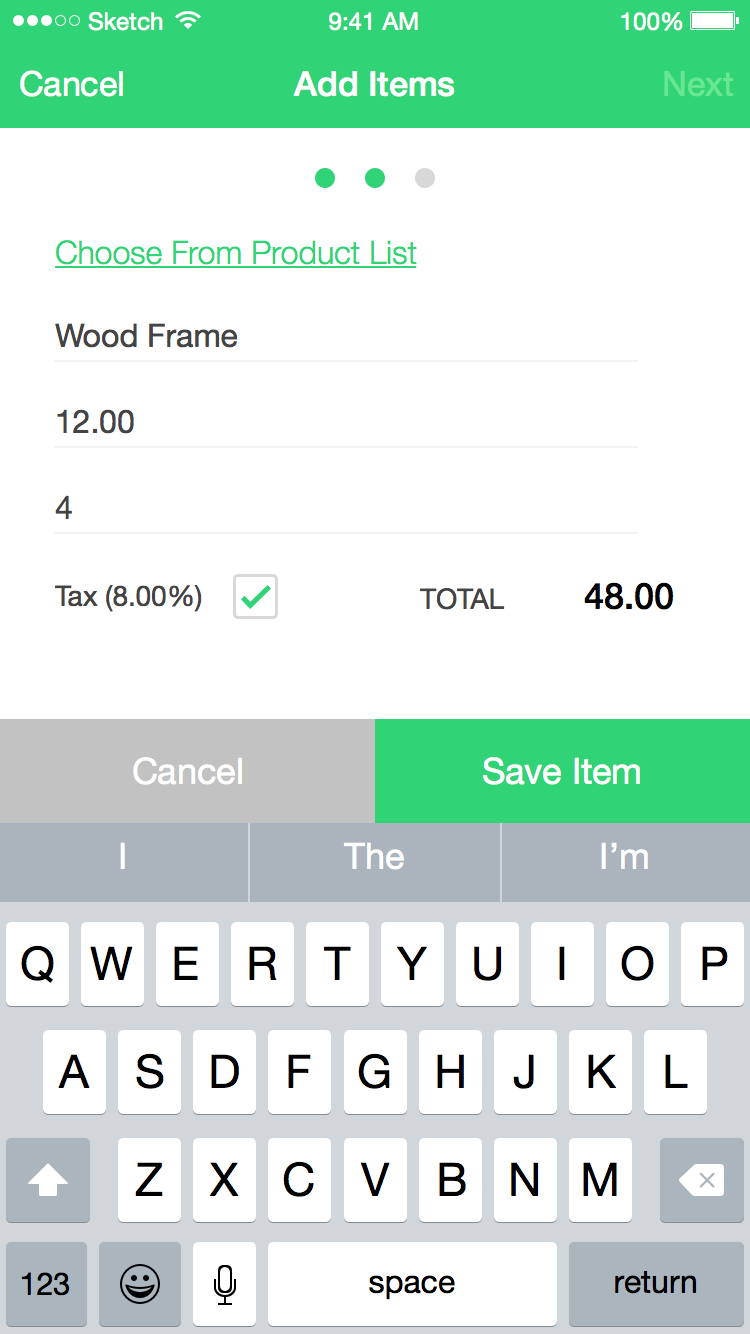 Sketch 9:41 AM 100%
Cancel Add Items Next
Choose From Product List
Wood Frame
12.00
4
Tax (8.00%) TOTAL 48.00
Cancel Save Item
I The I’m
Q W E R T Y U I O P
A S D F G H J K L
Z X C V B N M
123 space return